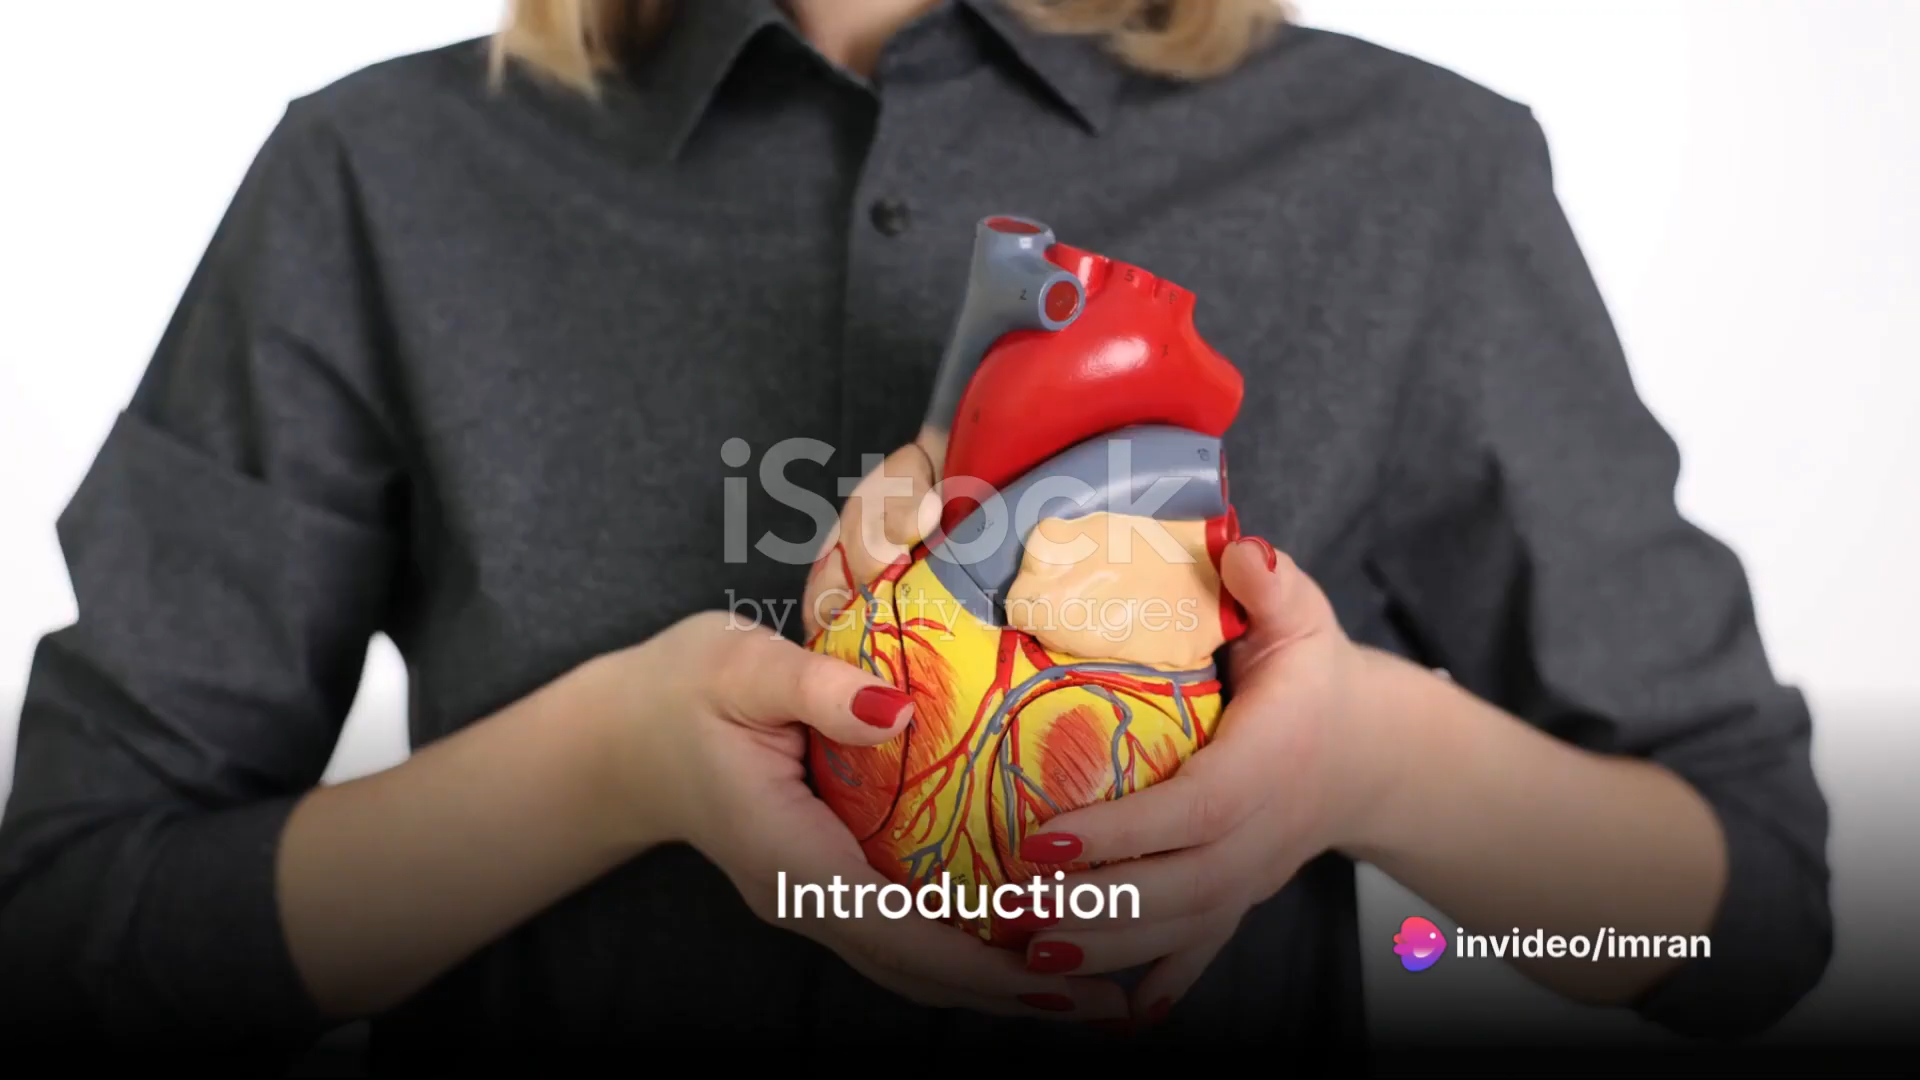 iStock
by Getty Images
Introduction
invideo/imran